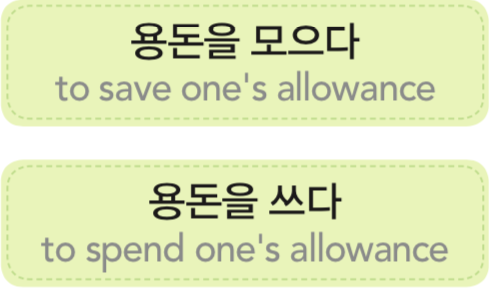 용돈을 모으다
to save one's allowance
용돈을 쓰다
to spend one's allowance